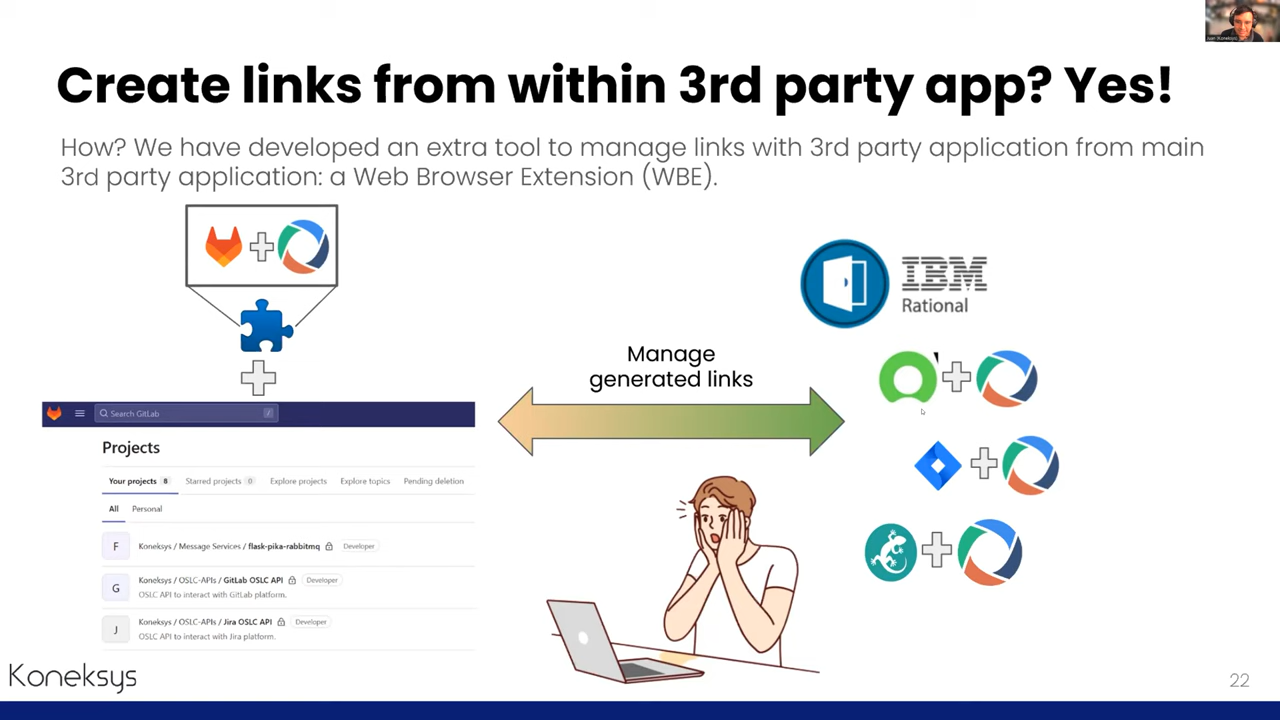 Juan Koneksys
Create links from within 3rd party app? Yes!
How? We have developed an extra tool to manage links with 3rd party application from main
3rd party application: a Web Browser Extension (WBE).
IBM
Rational
Manage
generated links
Search GitLab /
Projects
Your projects 8 Starred projects 0 Explore projects Explore topics Pending deletion
All Personal
F Koneksys / Message Services / flask-pika-rabbitmq Developer
G Koneksys / OSLC-APIs / GitLab OSLC API Developer
OSLC API to interact with GitLab platform.
J Koneksys / OSLC-APIs / Jira OSLC API Developer
OSLC API to interact with Jira platform.
Koneksys
22